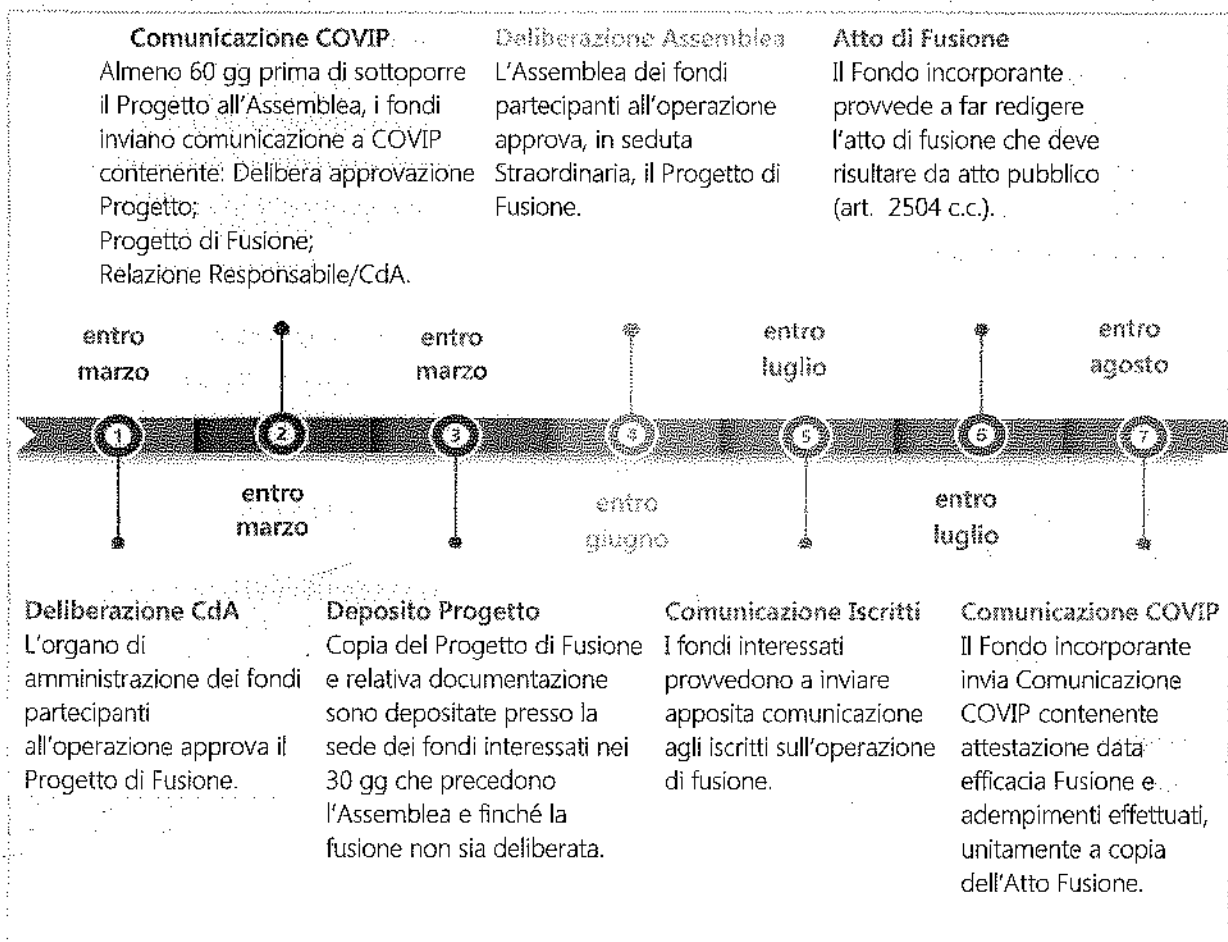 Comunicazione COVIP
Almeno 60 gg prima di sottoporre
il Progetto all'Assemblea, i fondi
inviano comunicazione a COVIP
contenente: Delibera approvazione
Progetto;
Progetto di Fusione;
Relazione Responsabile/CdA.
Deliberazione Assemblea
L'Assemblea dei fondi
partecipanti all'operazione
approva, in seduta
Straordinaria, il Progetto di
Fusione.
Atto di Fusione
Il Fondo incorporante
provvede a far redigere
l'atto di fusione che deve
risultare da atto pubblico
(art. 2504 c.c.).
entro
marzo
entro
marzo
entro
luglio
entro
agosto
1 2 3 4 5 6 7
entro
marzo
entro
giugno
entro
luglio
Deliberazione CdA
L'organo di
amministrazione dei fondi
partecipanti
all'operazione approva il
Progetto di Fusione.
Deposito Progetto
Copia del Progetto di Fusione
e relativa documentazione
sono depositate presso la
sede dei fondi interessati nei
30 gg che precedono
l'Assemblea e finché la
fusione non sia deliberata.
Comunicazione Iscritti
I fondi interessati
provvedono a inviare
apposita comunicazione
agli iscritti sull'operazione
di fusione.
Comunicazione COVIP
Il Fondo incorporante
invia Comunicazione
COVIP contenente
attestazione data
efficacia Fusione e
adempimenti effettuati,
unitamente a copia
dell'Atto Fusione.